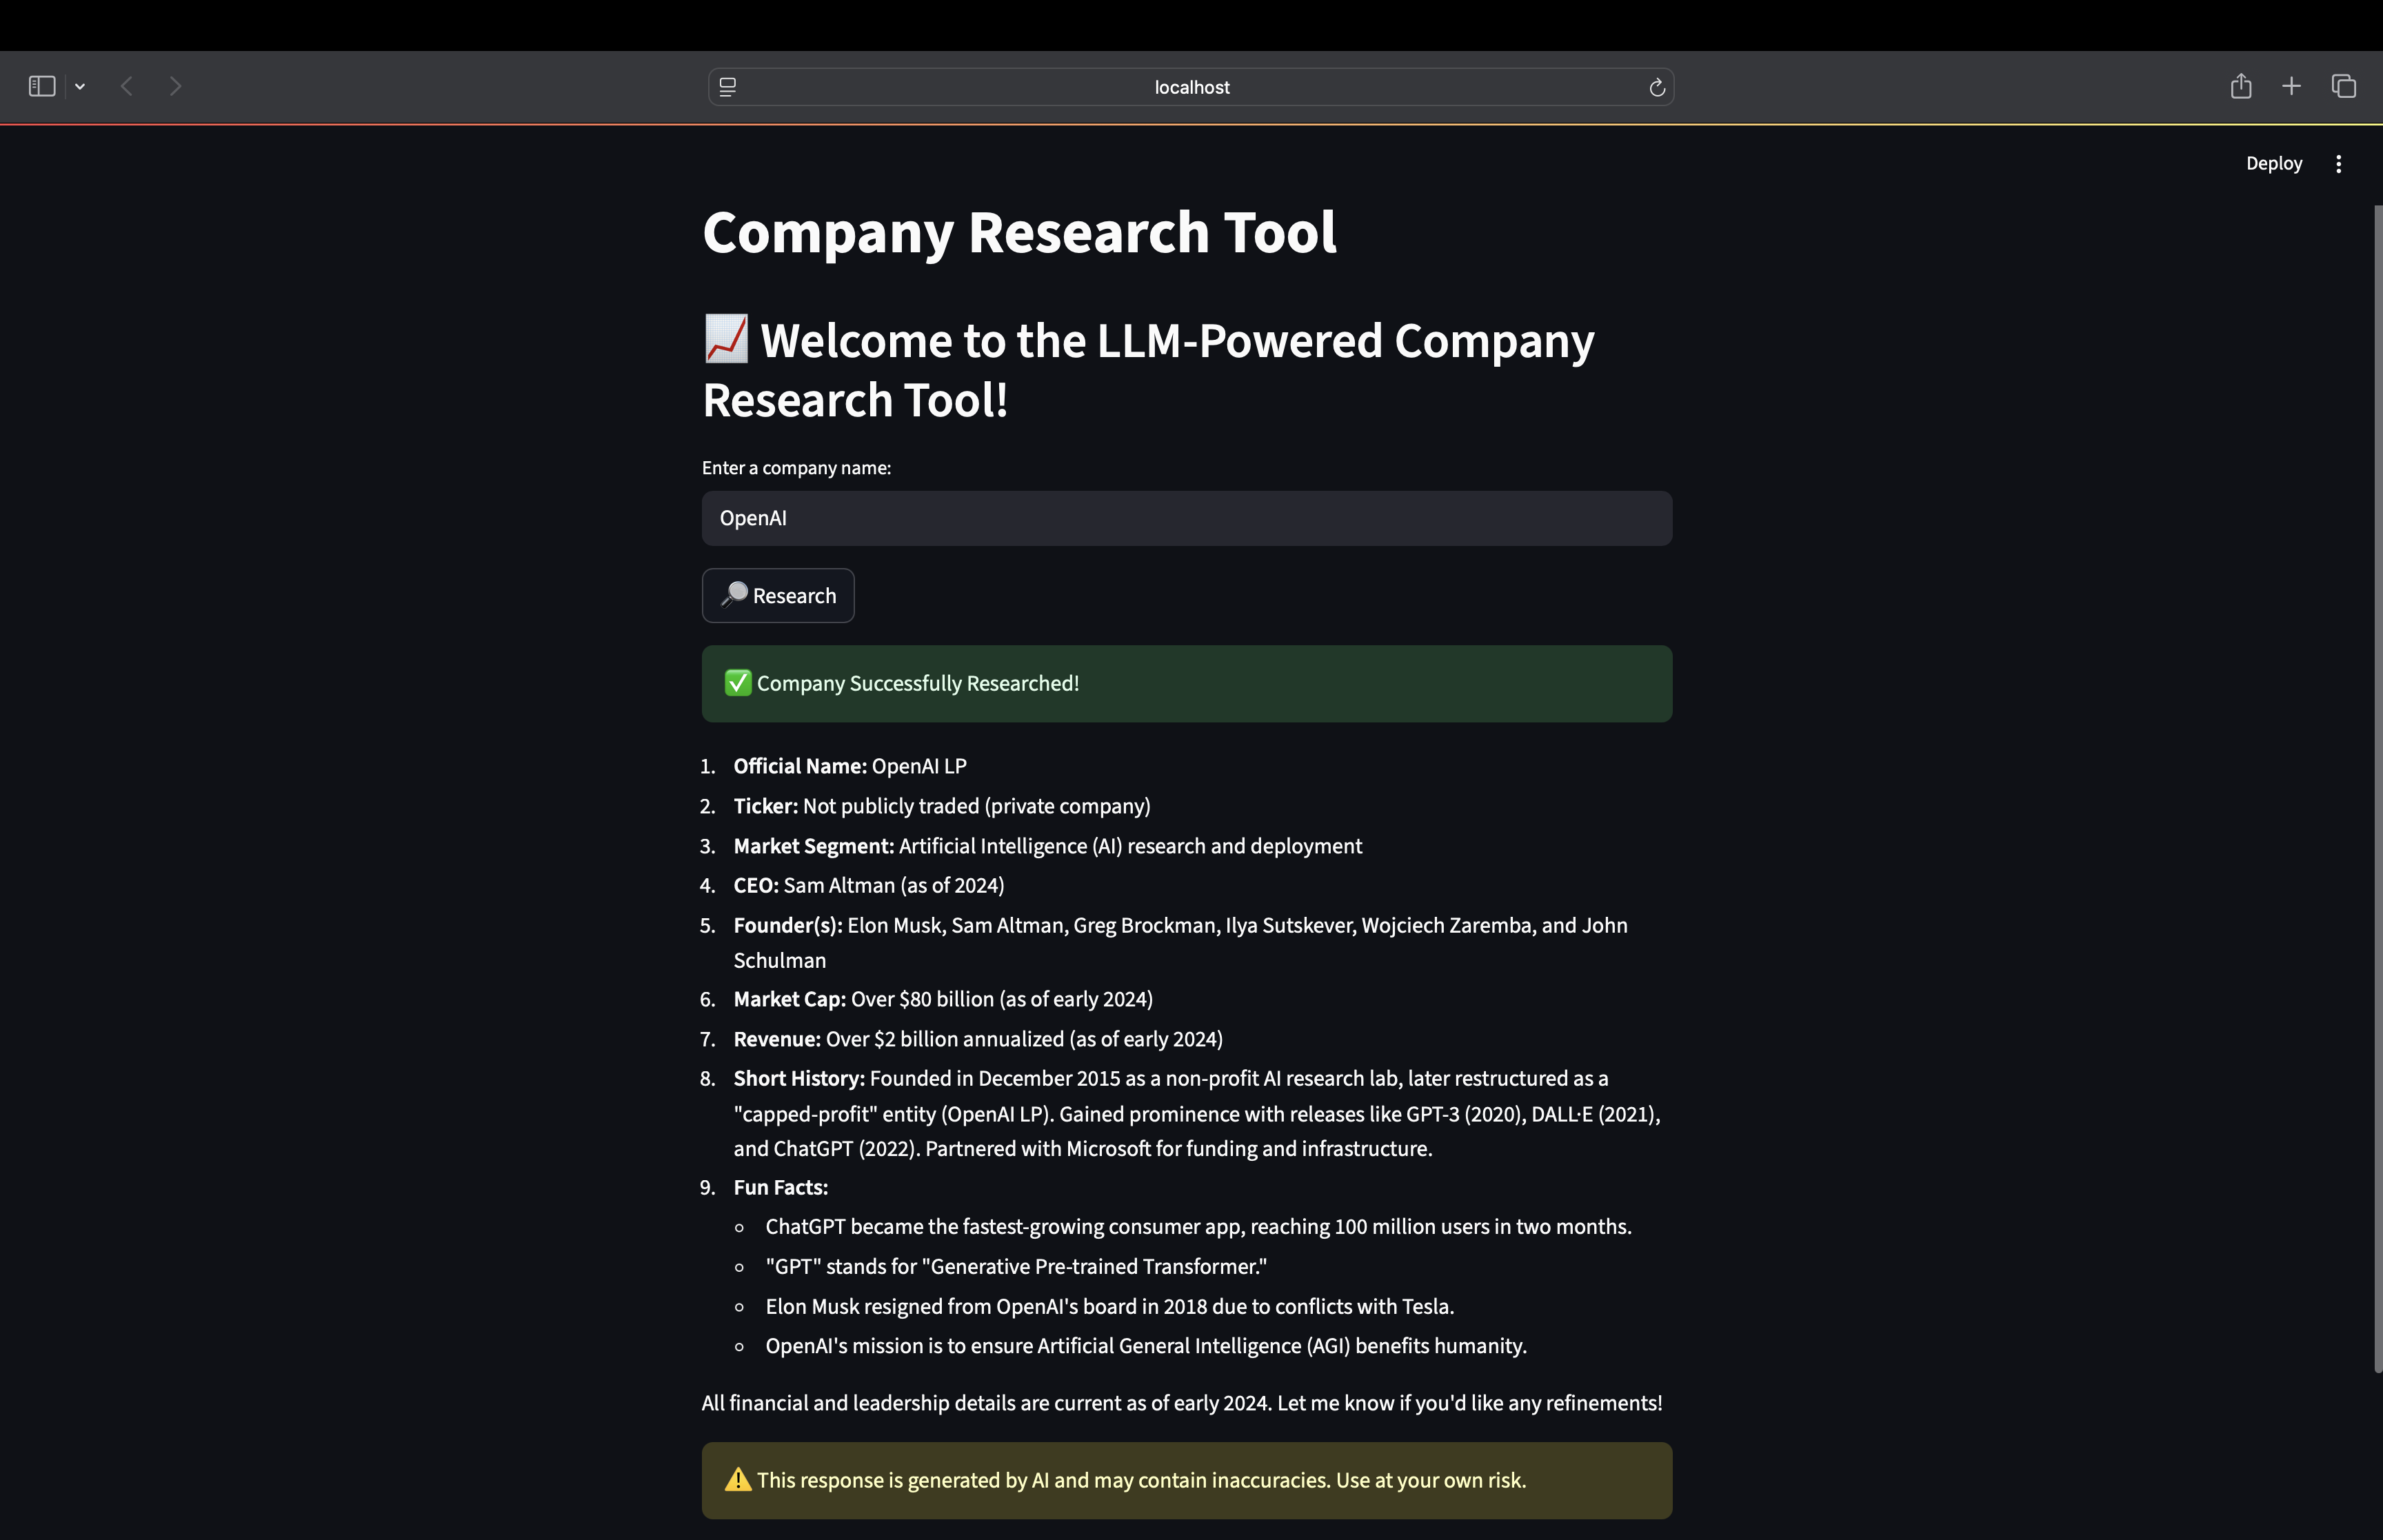 localhost
Deploy
Company Research Tool
📈 Welcome to the LLM-Powered Company
Research Tool!
Enter a company name:
OpenAI
🔎 Research
✅ Company Successfully Researched!
1. Official Name: OpenAI LP
2. Ticker: Not publicly traded (private company)
3. Market Segment: Artificial Intelligence (AI) research and deployment
4. CEO: Sam Altman (as of 2024)
5. Founder(s): Elon Musk, Sam Altman, Greg Brockman, Ilya Sutskever, Wojciech Zaremba, and John
Schulman
6. Market Cap: Over $80 billion (as of early 2024)
7. Revenue: Over $2 billion annualized (as of early 2024)
8. Short History: Founded in December 2015 as a non-profit AI research lab, later restructured as a
"capped-profit" entity (OpenAI LP). Gained prominence with releases like GPT-3 (2020), DALL·E (2021),
and ChatGPT (2022). Partnered with Microsoft for funding and infrastructure.
9. Fun Facts:
◦ ChatGPT became the fastest-growing consumer app, reaching 100 million users in two months.
◦ "GPT" stands for "Generative Pre-trained Transformer."
◦ Elon Musk resigned from OpenAI's board in 2018 due to conflicts with Tesla.
◦ OpenAI's mission is to ensure Artificial General Intelligence (AGI) benefits humanity.
All financial and leadership details are current as of early 2024. Let me know if you'd like any refinements!
⚠️ This response is generated by AI and may contain inaccuracies. Use at your own risk.